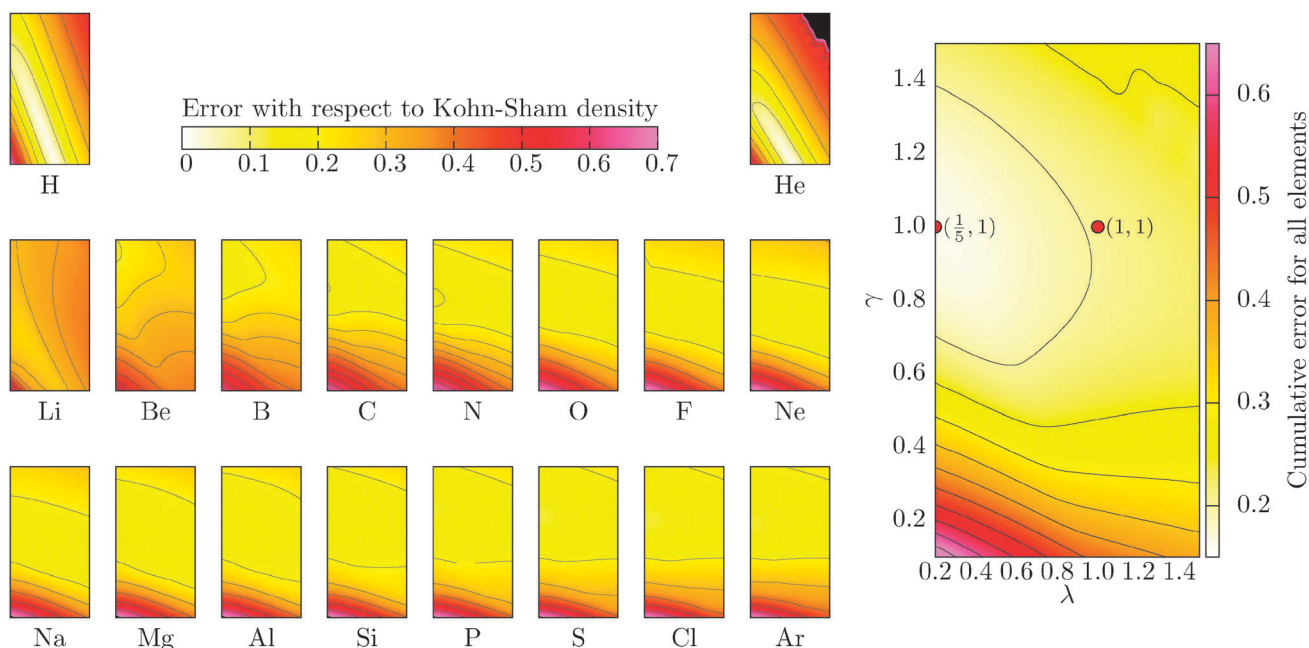 H
He
Error with respect to Kohn-Sham density
0 0.1 0.2 0.3 0.4 0.5 0.6 0.7
Li Be B C N O F Ne
Na Mg Al Si P S Cl Ar
γ
1.4
1.2
1.0
0.8
0.6
0.4
0.2
(1/5, 1)
(1, 1)
0.2 0.4 0.6 0.8 1.0 1.2 1.4
λ
0.6
0.5
0.4
0.3
0.2
Cumulative error for all elements